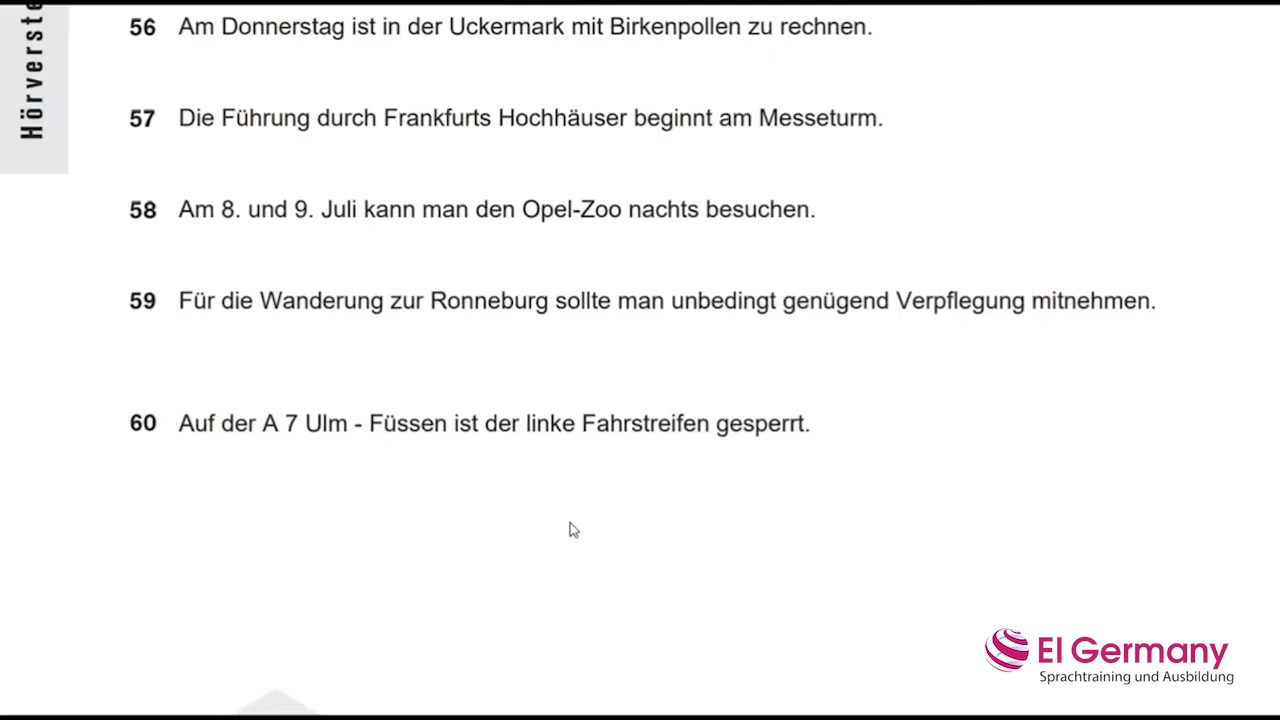 56 Am Donnerstag ist in der Uckermark mit Birkenpollen zu rechnen.
57 Die Führung durch Frankfurts Hochhäuser beginnt am Messeturm.
58 Am 8. und 9. Juli kann man den Opel-Zoo nachts besuchen.
59 Für die Wanderung zur Ronneburg sollte man unbedingt genügend Verpflegung mitnehmen.
60 Auf der A 7 Ulm - Füssen ist der linke Fahrstreifen gesperrt.
EI Germany
Sprachtraining und Ausbildung